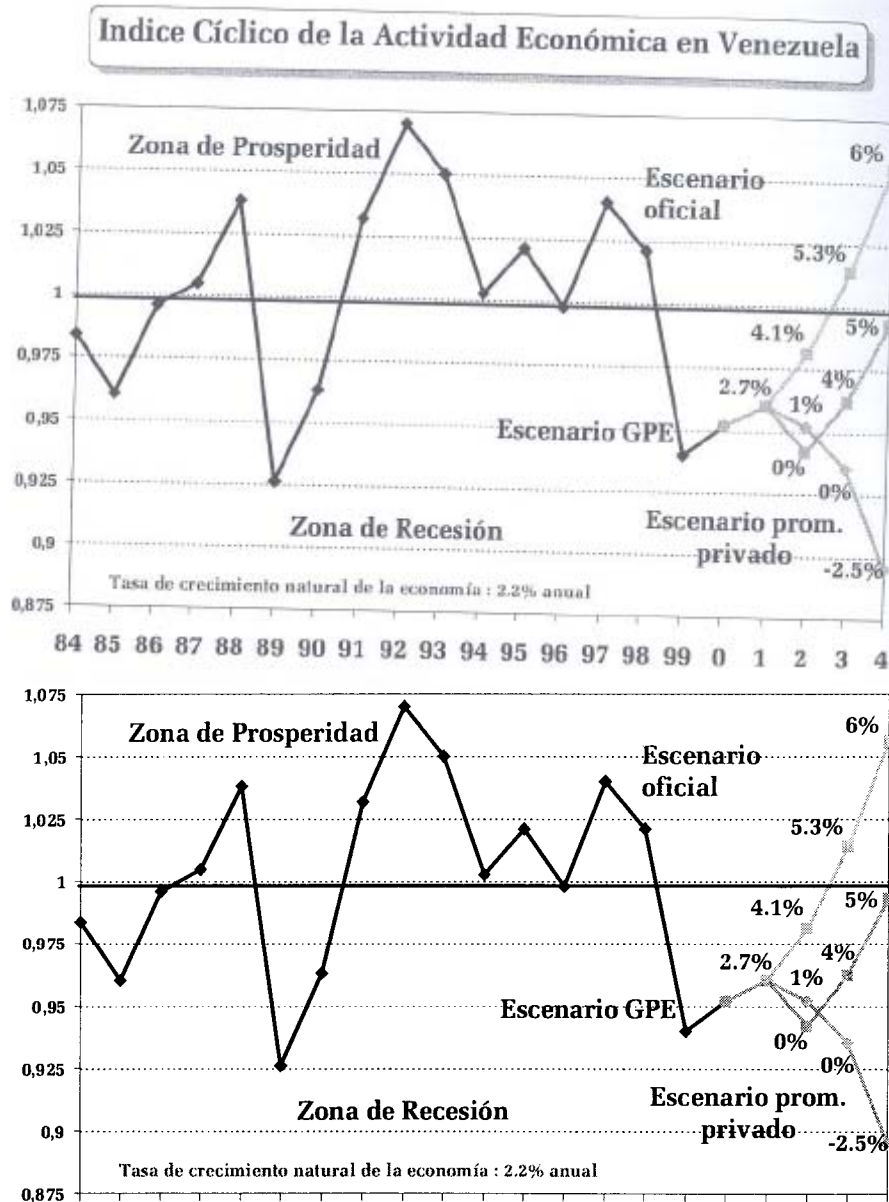 Indice Cíclico de la Actividad Económica en Venezuela
1,075
Zona de Prosperidad
6%
1,05
Escenario
oficial
1,025
5.3%
1
4.1%
5%
0,975
2.7%
4%
1%
0,95
Escenario GPE
0%
0%
0,925
Zona de Recesión
Escenario prom.
privado
0,9
-2.5%
Tasa de crecimiento natural de la economía : 2.2% anual
0,875
84 85 86 87 88 89 90 91 92 93 94 95 96 97 98 99 0 1 2 3 4
1,075
Zona de Prosperidad
6%
1,05
Escenario
oficial
1,025
5.3%
1
4.1%
5%
0,975
2.7%
4%
1%
0,95
Escenario GPE
0%
0%
0,925
Zona de Recesión
Escenario prom.
privado
0,9
-2.5%
Tasa de crecimiento natural de la economía : 2.2% anual
0,875